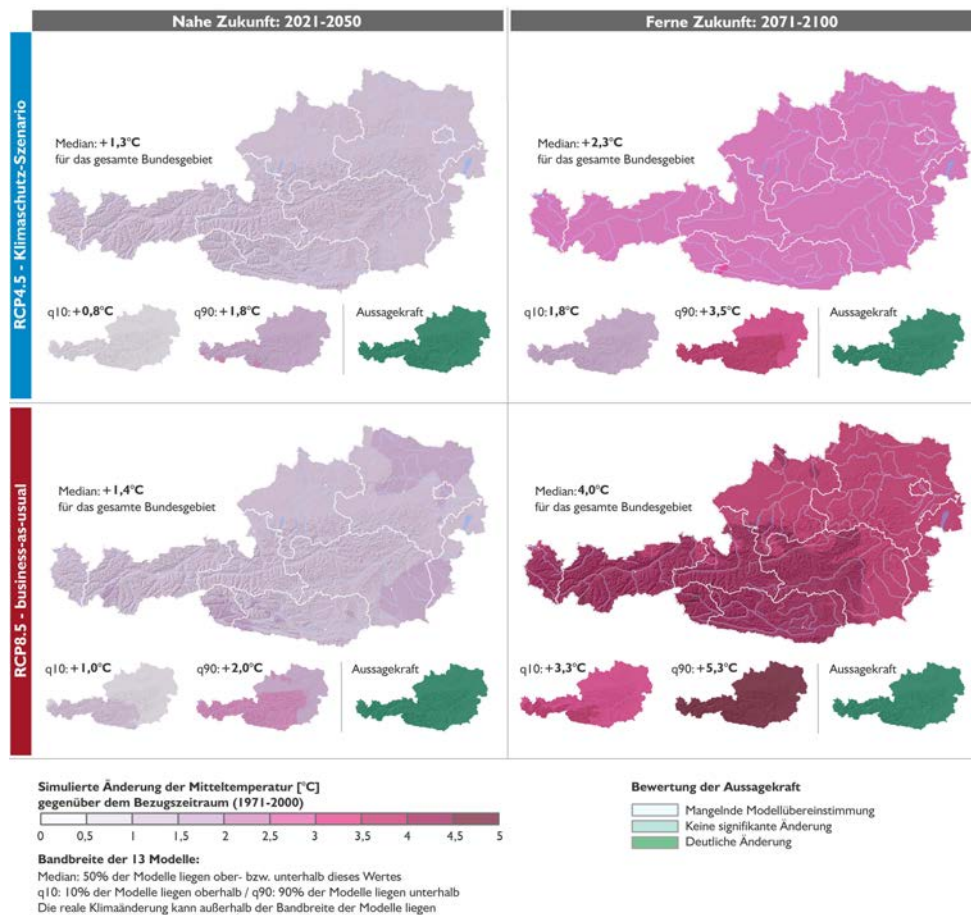 Nahe Zukunft: 2021-2050
Ferne Zukunft: 2071-2100
RCP4.5 - Klimaschutz-Szenario
Median: +1,3°C
für das gesamte Bundesgebiet
q10: +0,8°C
q90: +1,8°C
Aussagekraft
Median: +2,3°C
für das gesamte Bundesgebiet
q10: 1,8°C
q90: +3,5°C
Aussagekraft
RCP8.5 - business-as-usual
Median: +1,4°C
für das gesamte Bundesgebiet
q10: +1,0°C
q90: +2,0°C
Aussagekraft
Median: 4,0°C
für das gesamte Bundesgebiet
q10: +3,3°C
q90: +5,3°C
Aussagekraft
Simulierte Änderung der Mitteltemperatur [°C]
gegenüber dem Bezugszeitraum (1971-2000)
0 0,5 1 1,5 2 2,5 3 3,5 4 4,5 5
Bandbreite der 13 Modelle:
Median: 50% der Modelle liegen ober- bzw. unterhalb dieses Wertes
q10: 10% der Modelle liegen oberhalb / q90: 90% der Modelle liegen unterhalb
Die reale Klimaänderung kann außerhalb der Bandbreite der Modelle liegen
Bewertung der Aussagekraft
Mangelnde Modellübereinstimmung
Keine signifikante Änderung
Deutliche Änderung